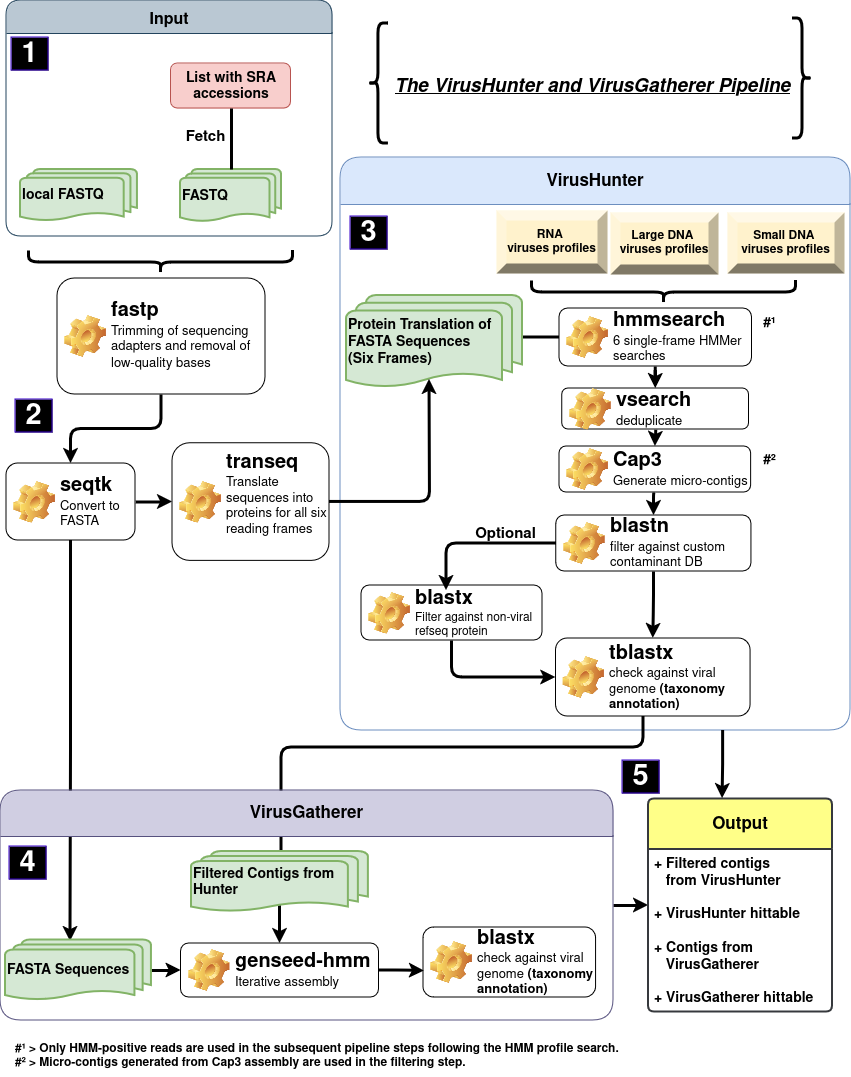 Input
1
List with SRA
accessions
Fetch
local FASTQ
FASTQ
The VirusHunter and VirusGatherer Pipeline
fastp
Trimming of sequencing
adapters and removal of
low-quality bases
2
seqtk
Convert to
FASTA
transeq
Translate
sequences into
proteins for all six
reading frames
VirusHunter
3
RNA
viruses profiles
Large DNA
viruses profiles
Small DNA
viruses profiles
Protein Translation of
FASTA Sequences
(Six Frames)
hmmsearch
6 single-frame HMMer
searches
#¹
vsearch
deduplicate
Cap3
Generate micro-contigs
#²
blastn
filter against custom
contaminant DB
Optional
blastx
Filter against non-viral
refseq protein
tblastx
check against viral
genome (taxonomy
annotation)
VirusGatherer
4
Filtered Contigs from
Hunter
FASTA Sequences
genseed-hmm
Iterative assembly
blastx
check against viral
genome (taxonomy
annotation)
5
Output
+ Filtered contigs
from VirusHunter
+ VirusHunter hittable
+ Contigs from
VirusGatherer
+ VirusGatherer hittable
#¹ > Only HMM-positive reads are used in the subsequent pipeline steps following the HMM profile search.
#² > Micro-contigs generated from Cap3 assembly are used in the filtering step.